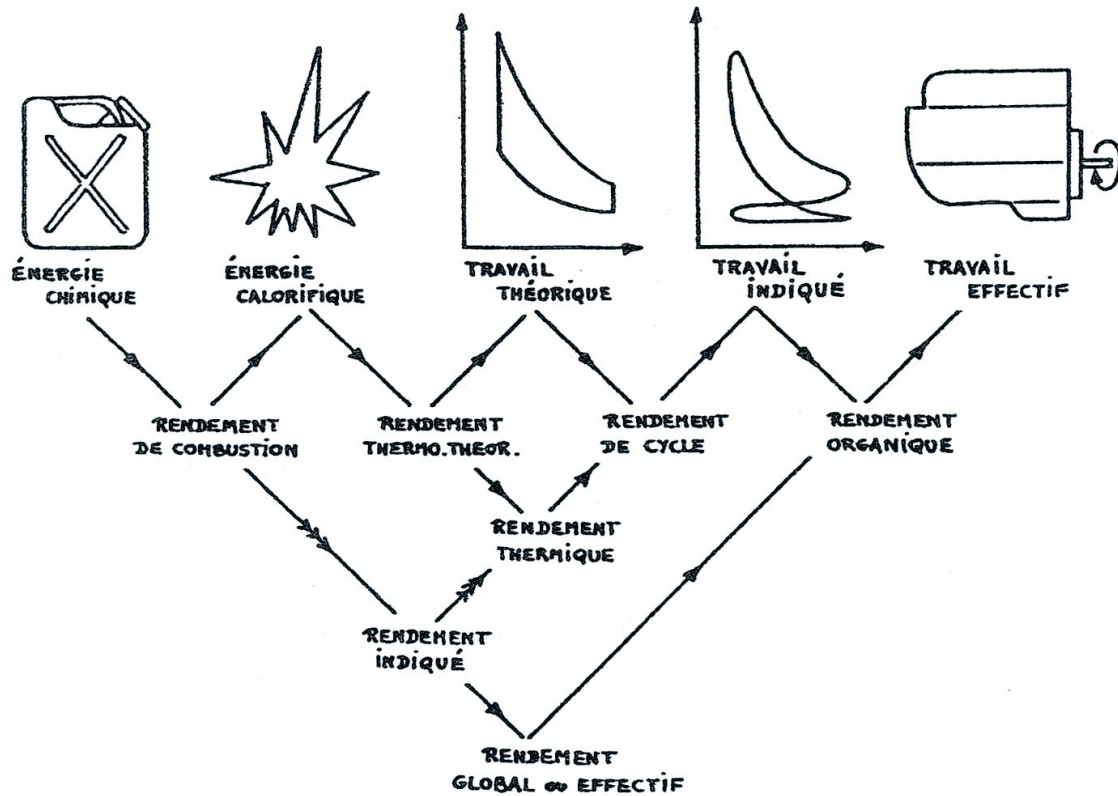 ÉNERGIE
CHIMIQUE
ÉNERGIE
CALORIFIQUE
TRAVAIL
THÉORIQUE
TRAVAIL
INDIQUÉ
TRAVAIL
EFFECTIF
RENDEMENT
DE COMBUSTION
RENDEMENT
THERMO.THEOR.
RENDEMENT
DE CYCLE
RENDEMENT
ORGANIQUE
RENDEMENT
THERMIQUE
RENDEMENT
INDIQUÉ
RENDEMENT
GLOBAL ou EFFECTIF